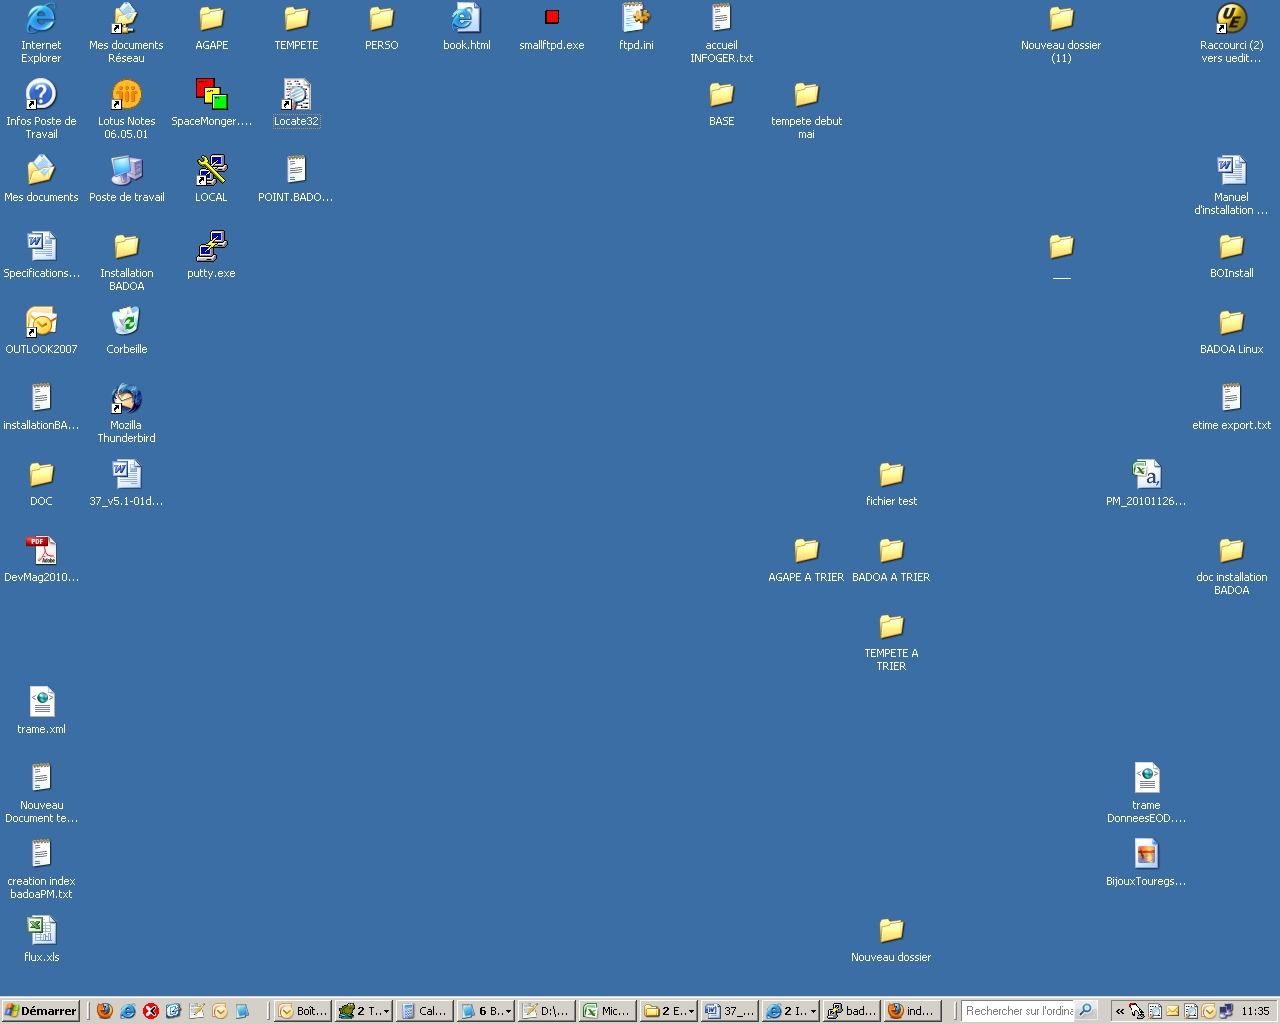 Internet
Explorer
Mes documents
Réseau
AGAPE
TEMPETE
PERSO
book.html
smallftpd.exe
ftpd.ini
accueil
INFOGER.txt
Nouveau dossier
(11)
Raccourci (2)
vers uedit...
Infos Poste de
Travail
Lotus Notes
06.05.01
SpaceMonger....
Locate32
BASE
tempete debut
mai
Mes documents
Poste de travail
LOCAL
POINT.BADO...
Manuel
d'installation ...
Specifications...
Installation
BADOA
putty.exe
___
BOInstall
OUTLOOK2007
Corbeille
BADOA Linux
installationBA...
Mozilla
Thunderbird
etime export.txt
DOC
37_v5.1-01d...
fichier test
PM_20101126...
DevMag2010...
AGAPE A TRIER
BADOA A TRIER
doc installation
BADOA
TEMPETE A
TRIER
trame.xml
Nouveau
Document te...
trame
DonneesEOD....
creation index
badoaPM.txt
BijouxTouregs...
flux.xls
Nouveau dossier
Démarrer
Boît...
2 T...
Cal...
6 B...
D:\...
Mic...
2 E...
37_...
2 I...
bad...
ind...
Rechercher sur l'ordina
11:35